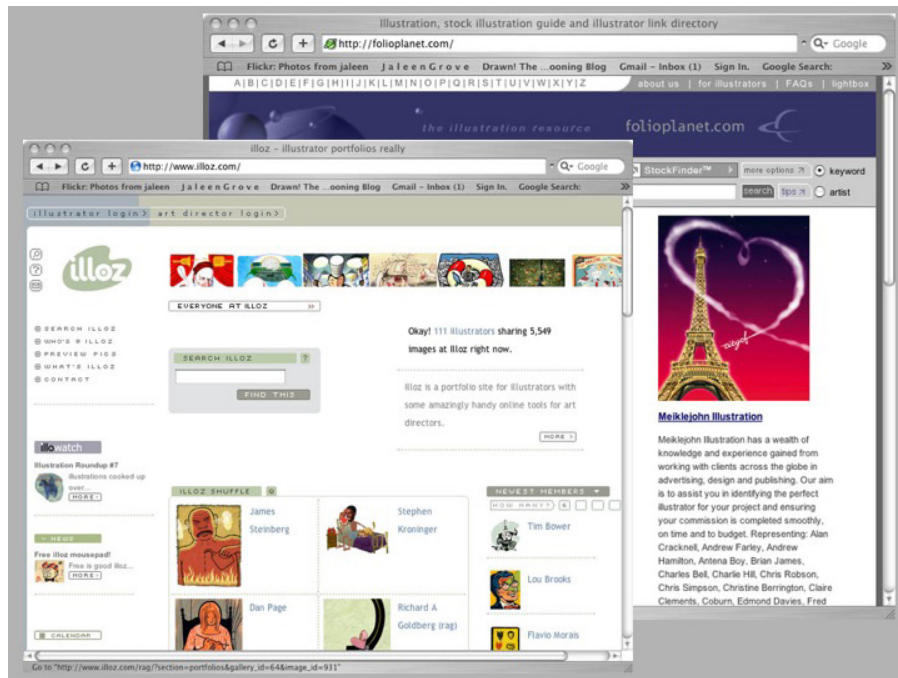 Illustration, stock illustration guide and illustrator link directory
http://folioplanet.com/
Google
Flickr: Photos from jaleen JaleenGrove Drawn! The ...ooning Blog Gmail - Inbox (1) Sign In. Google Search:
A|B|C|D|E|F|G|H|I|J|K|L|M|N|O|P|Q|R|S|T|U|V|W|X|Y|Z about us | for illustrators | FAQs | lightbox
the illustration resource folioplanet.com
StockFinder™ more options keyword
search tips artist
Meiklejohn Illustration
Meiklejohn Illustration has a wealth of
knowledge and experience gained from
working with clients across the globe in
advertising, design and publishing. Our aim
is to assist you in identifying the perfect
illustrator for your project and ensuring
your commission is completed smoothly,
on time and to budget. Representing: Alan
Cracknell, Andrew Farley, Andrew
Hamilton, Antena Boy, Brian James,
Charles Bell, Charlie Hill, Chris Robson,
Chris Simpson, Christine Berrington, Claire
Clements, Coburn, Edmond Davies, Fred
illoz - illustrator portfolios really
http://www.illoz.com/
Google
Flickr: Photos from jaleen JaleenGrove Drawn! The ...ooning Blog Gmail - Inbox (1) Sign In. Google Search:
illustrator login> art director login>
illoz
EVERYONE AT ILLOZ >>
SEARCH ILLOZ
WHO'S @ ILLOZ
PREVIEW PICS
WHAT'S ILLOZ
CONTACT
SEARCH ILLOZ ?
FIND THIS
Okay! 111 illustrators sharing 5,549
images at illoz right now.
illoz is a portfolio site for illustrators with
some amazingly handy online tools for art
directors.
MORE >
illowatch
Illustration Roundup #7
illustrations cooked up
over...
MORE >
NEWS
Free illoz mousepad!
Free is good illoz...
MORE >
CALENDAR
ILLOZ SHUFFLE
James
Steinberg
Stephen
Kroninger
Dan Page
Richard A
Goldberg (rag)
NEWEST MEMBERS
HOW MANY? 6
Tim Bower
Lou Brooks
Flavio Morais
Go to "http://www.illoz.com/rag/?section=portfolios&gallery_id=64&image_id=931"